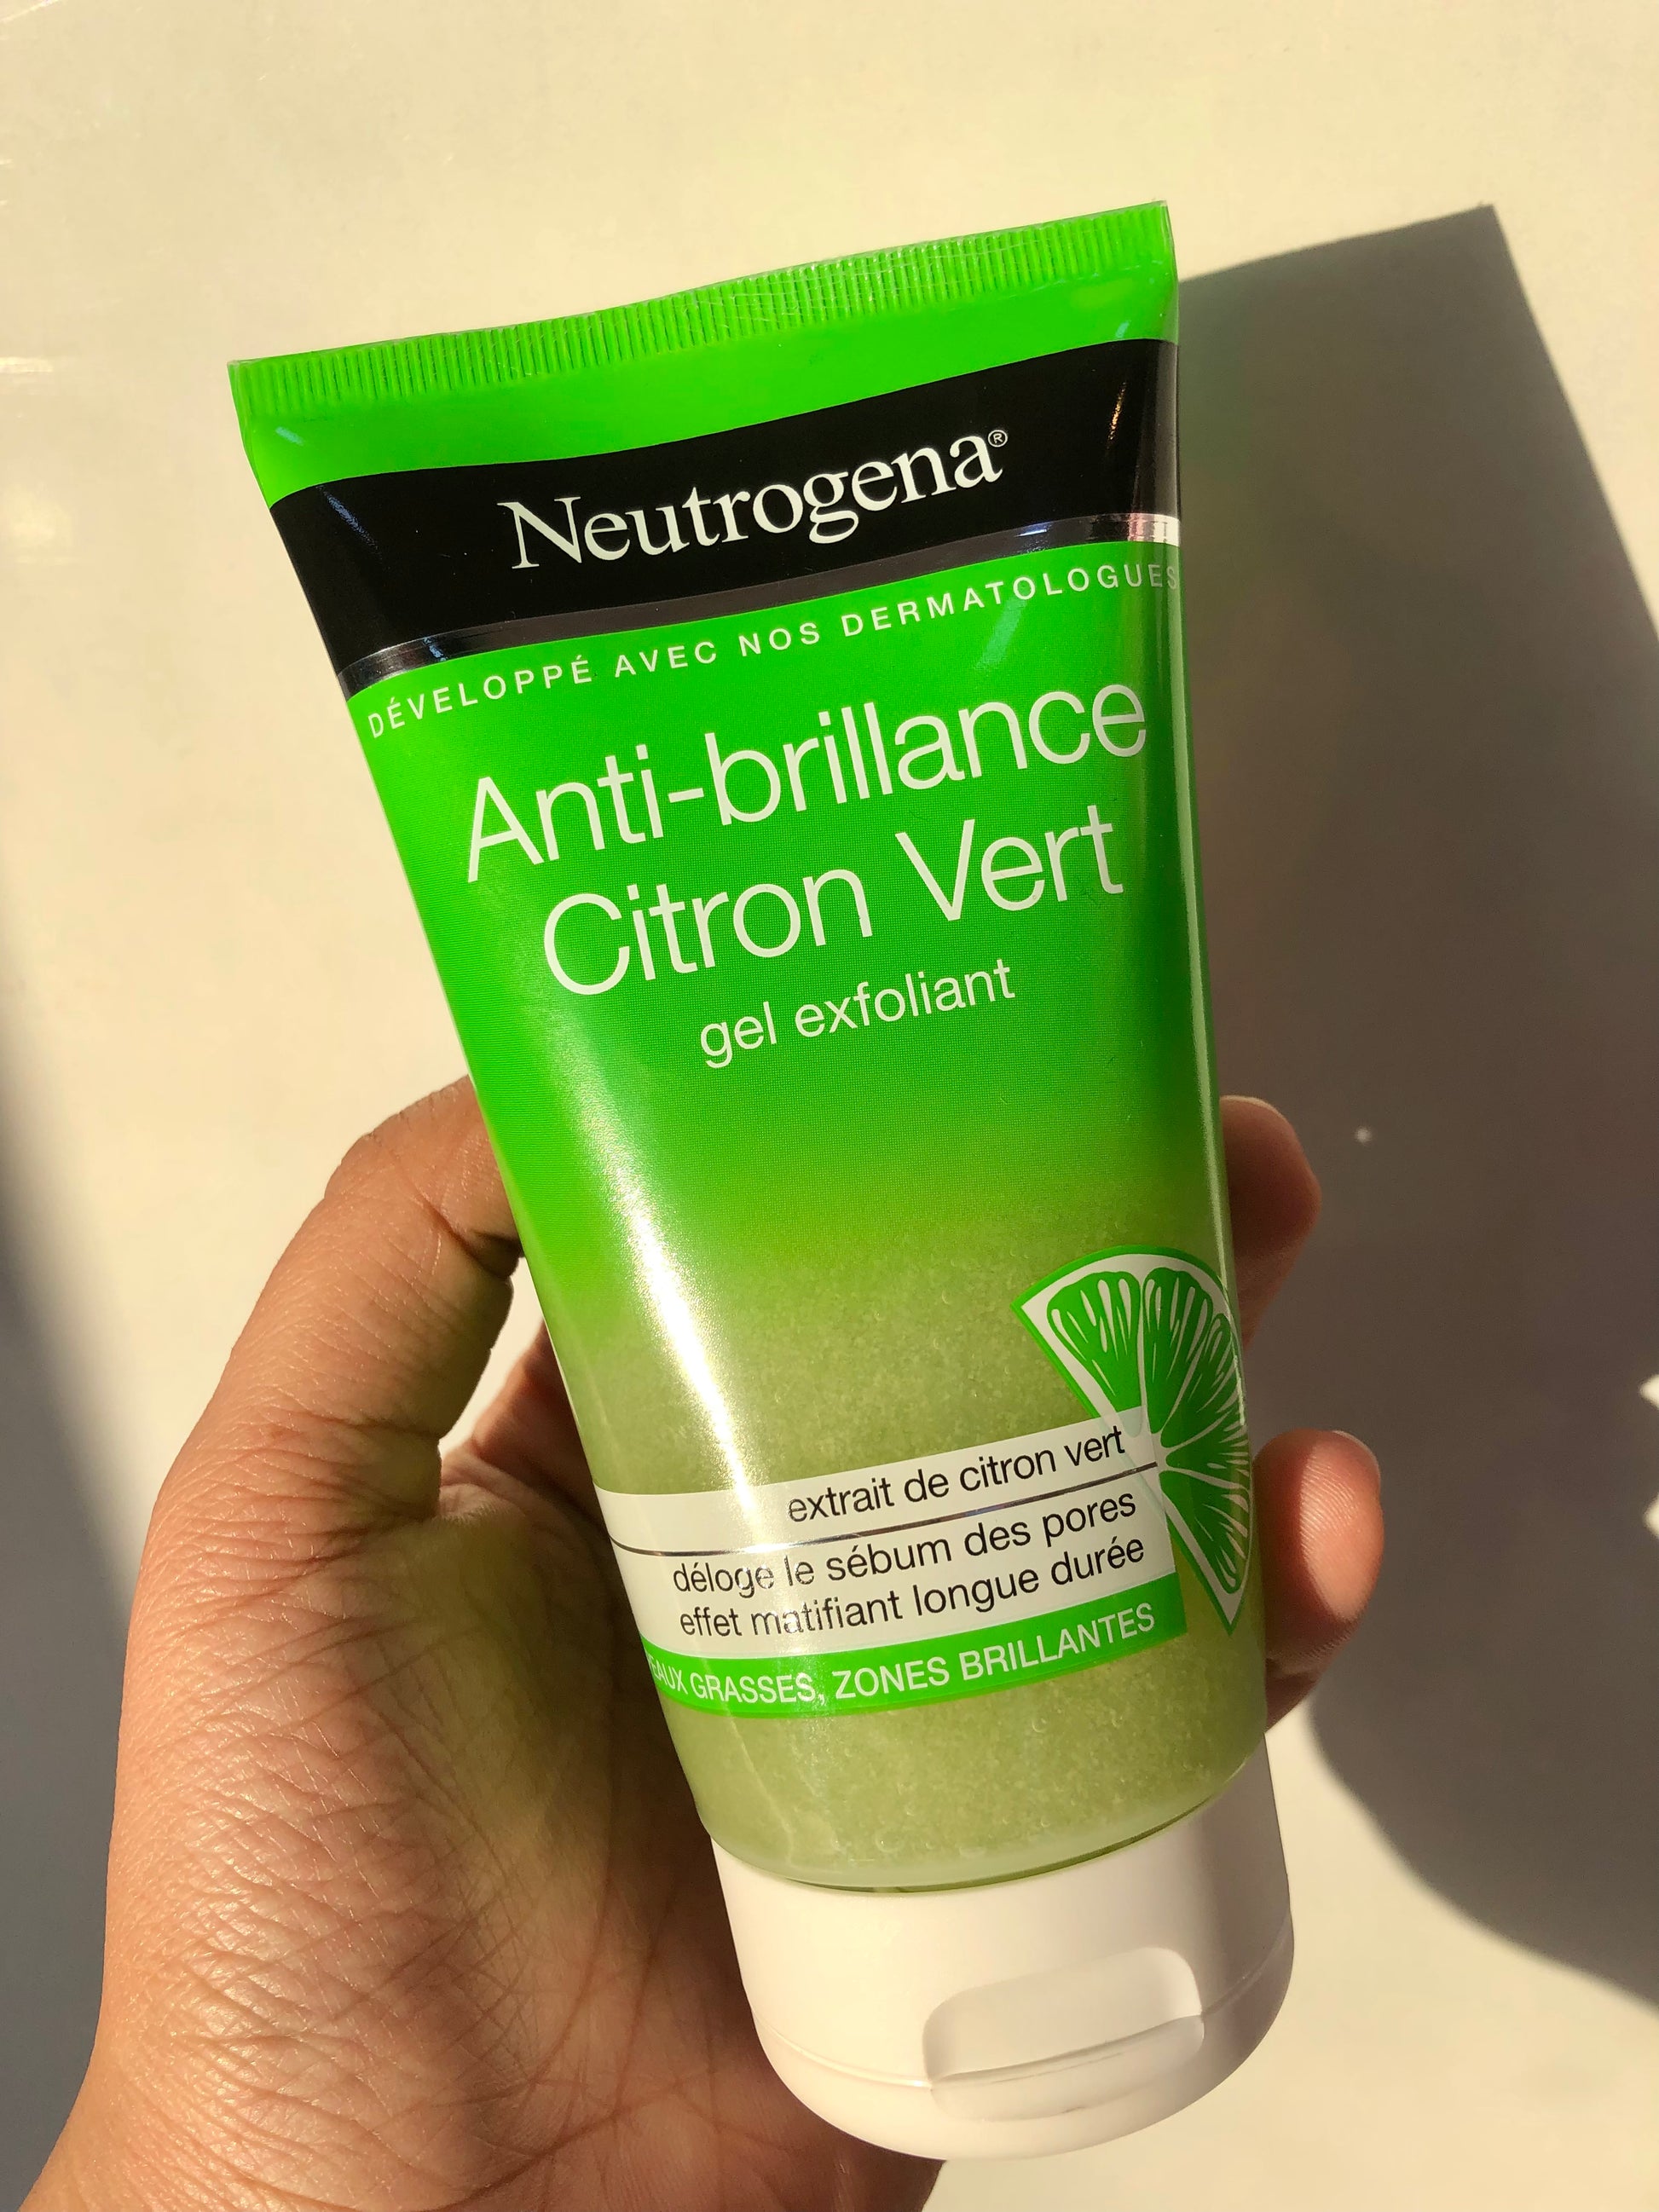 Neutrogena®
DÉVELOPPÉ AVEC NOS DERMATOLOGUES
Anti-brillance
Citron Vert
gel exfoliant
extrait de citron vert
déloge le sébum des pores
effet matifiant longue durée
GRASSES, ZONES BRILLANTES